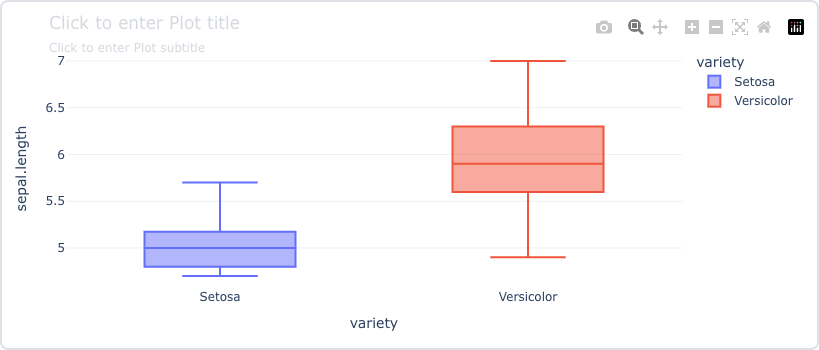 Click to enter Plot title
Click to enter Plot subtitle
variety
Setosa
Versicolor
7
6.5
6
5.5
5
sepal.length
Setosa
Versicolor
variety